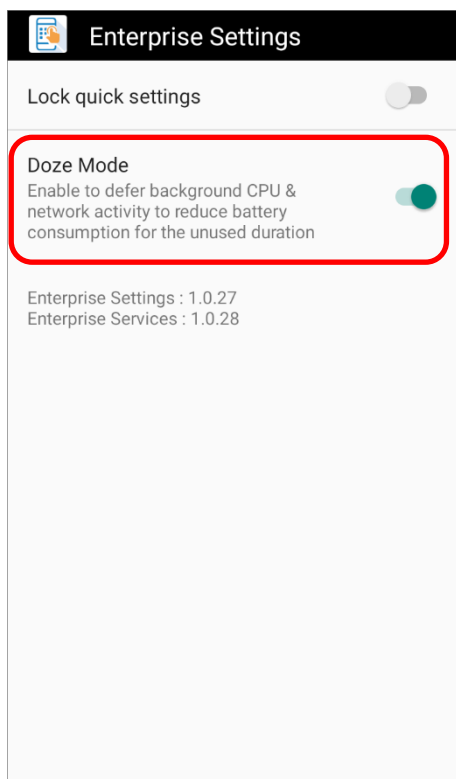 Enterprise Settings
Lock quick settings
Doze Mode
Enable to defer background CPU &
network activity to reduce battery
consumption for the unused duration
Enterprise Settings : 1.0.27
Enterprise Services : 1.0.28